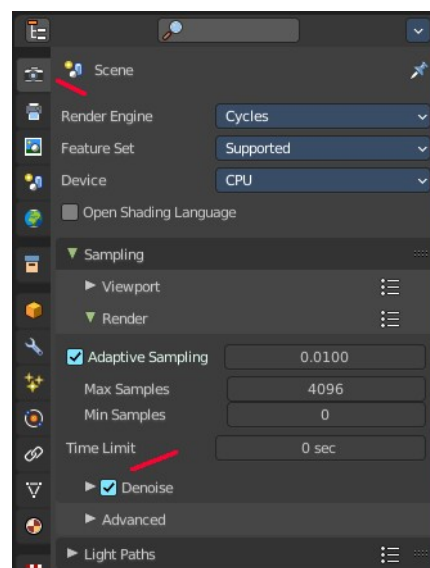 Scene
Render Engine Cycles
Feature Set Supported
Device CPU
Open Shading Language
Sampling
Viewport
Render
Adaptive Sampling 0.0100
Max Samples 4096
Min Samples 0
Time Limit 0 sec
Denoise
Advanced
Light Paths